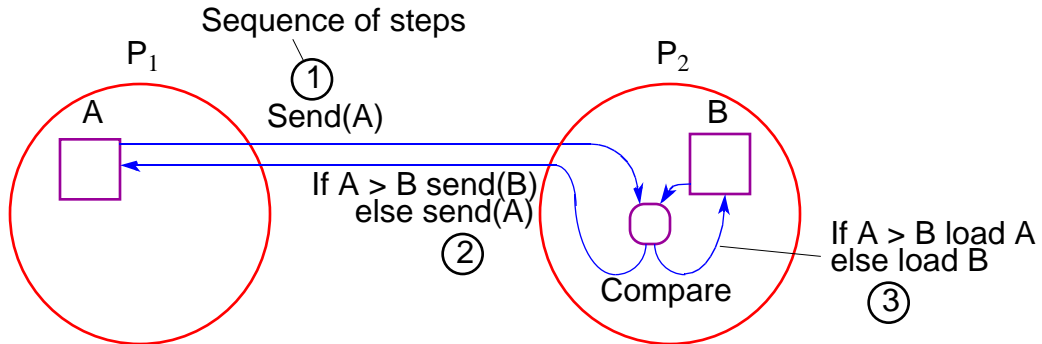 Sequence of steps
P1
P2
1
A
Send(A)
B
If A > B send(B)
else send(A)
2
If A > B load A
else load B
Compare
3